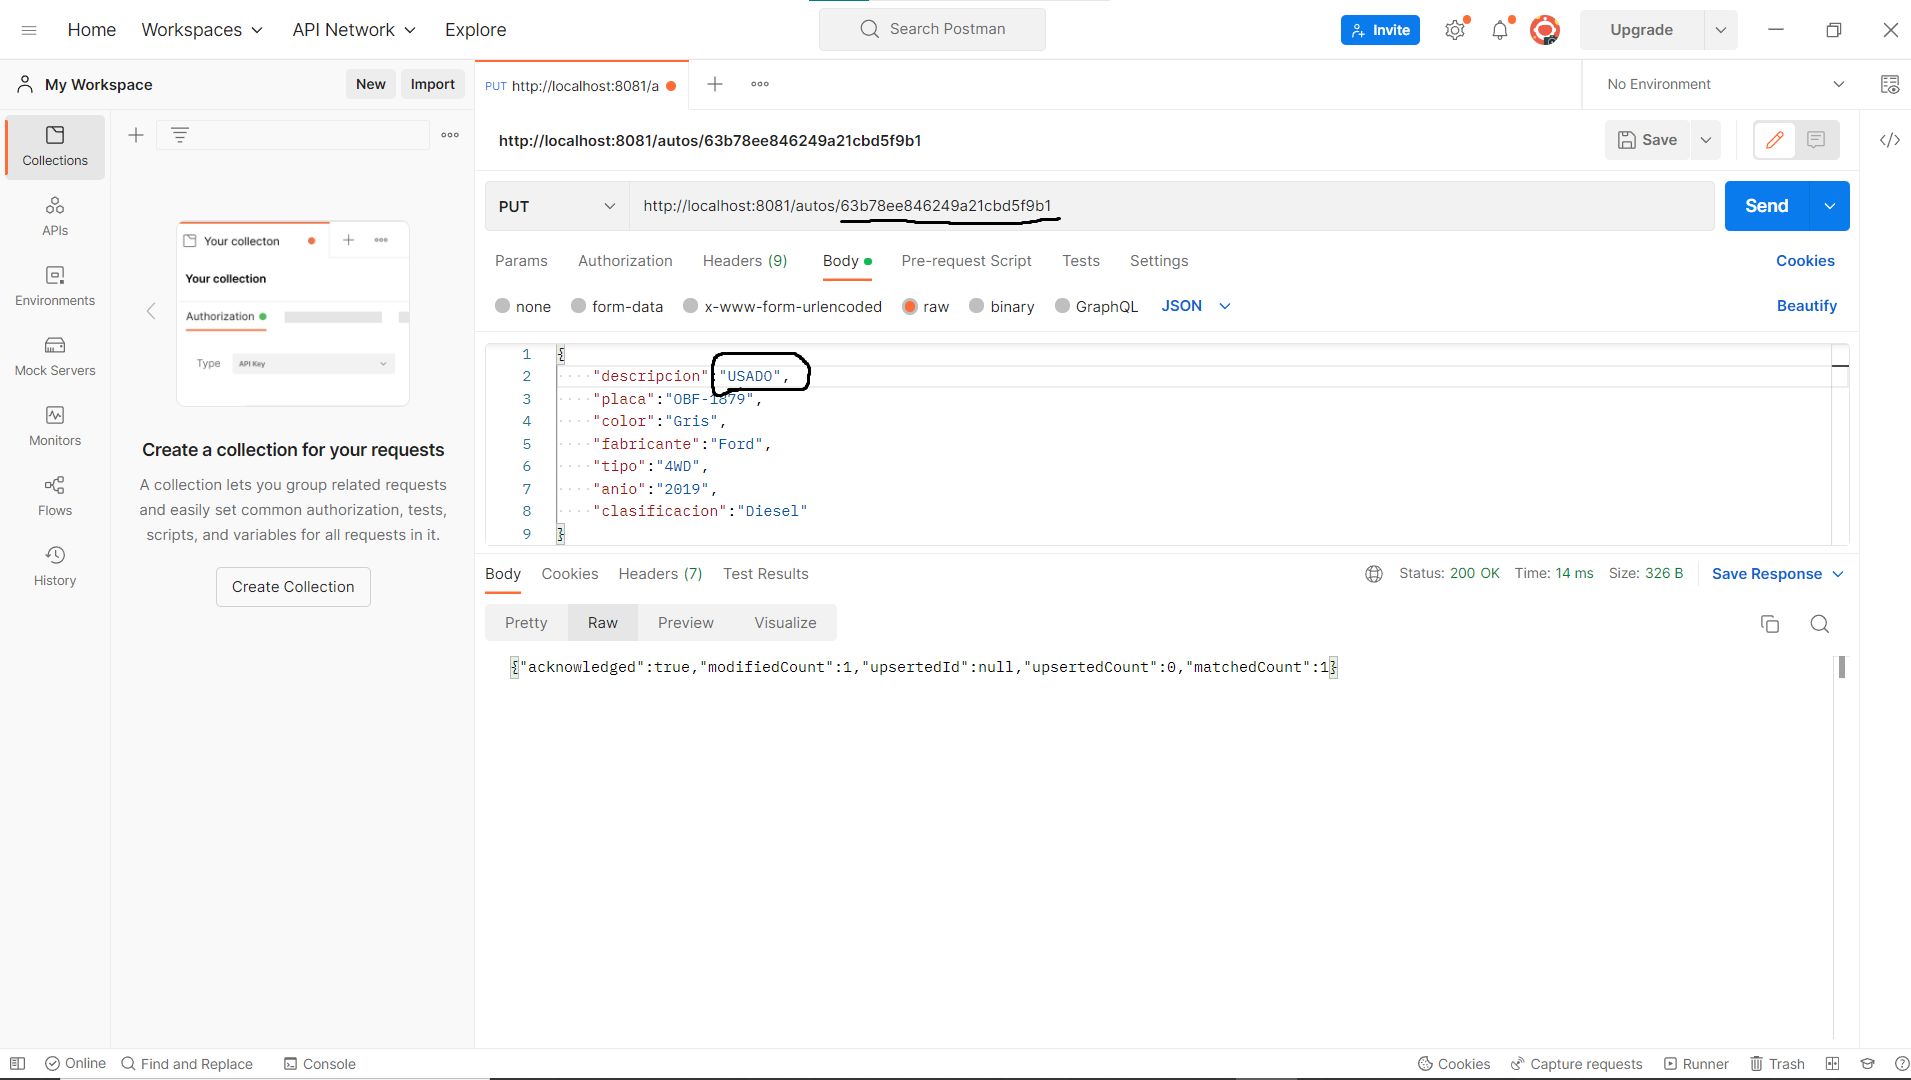 Home Workspaces API Network Explore Search Postman Invite Upgrade
My Workspace New Import PUT http://localhost:8081/a No Environment
Collections
APIs
Environments
Mock Servers
Monitors
Flows
History
Your collecton
Your collection
Authorization
Type API Key
Create a collection for your requests
A collection lets you group related requests
and easily set common authorization, tests,
scripts, and variables for all requests in it.
Create Collection
http://localhost:8081/autos/63b78ee846249a21cbd5f9b1 Save
PUT http://localhost:8081/autos/63b78ee846249a21cbd5f9b1 Send
Params Authorization Headers (9) Body Pre-request Script Tests Settings Cookies
none form-data x-www-form-urlencoded raw binary GraphQL JSON Beautify
1 {
2 ····"descripcion":"USADO",
3 ····"placa":"OBF-1879",
4 ····"color":"Gris",
5 ····"fabricante":"Ford",
6 ····"tipo":"4WD",
7 ····"anio":"2019",
8 ····"clasificacion":"Diesel"
9 }
Body Cookies Headers (7) Test Results Status: 200 OK Time: 14 ms Size: 326 B Save Response
Pretty Raw Preview Visualize
{"acknowledged":true,"modifiedCount":1,"upsertedId":null,"upsertedCount":0,"matchedCount":1}
Online Find and Replace Console Cookies Capture requests Runner Trash